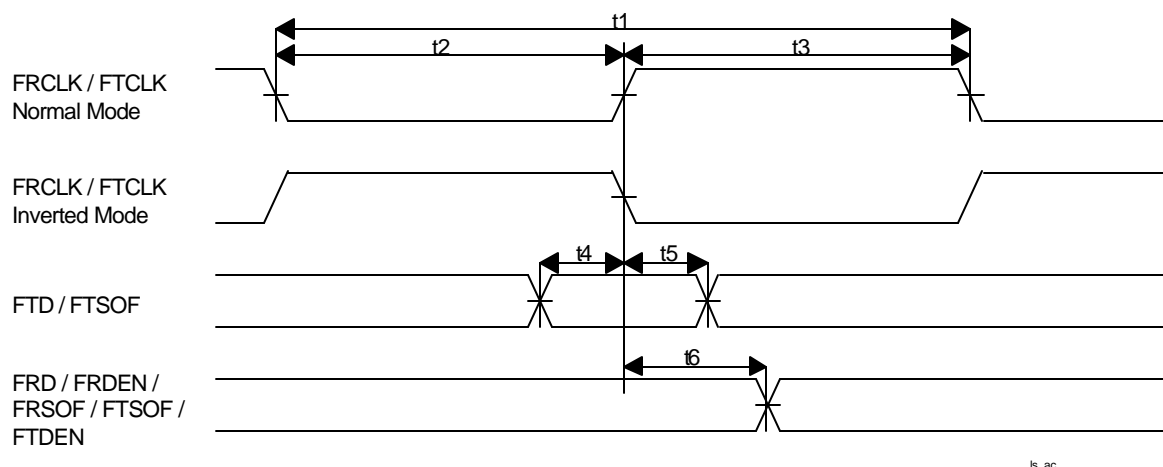 t1
t2
t3
FRCLK / FTCLK
Normal Mode
FRCLK / FTCLK
Inverted Mode
t4
t5
FTD / FTSOF
t6
FRD / FRDEN /
FRSOF / FTSOF /
FTDEN
ls_ac